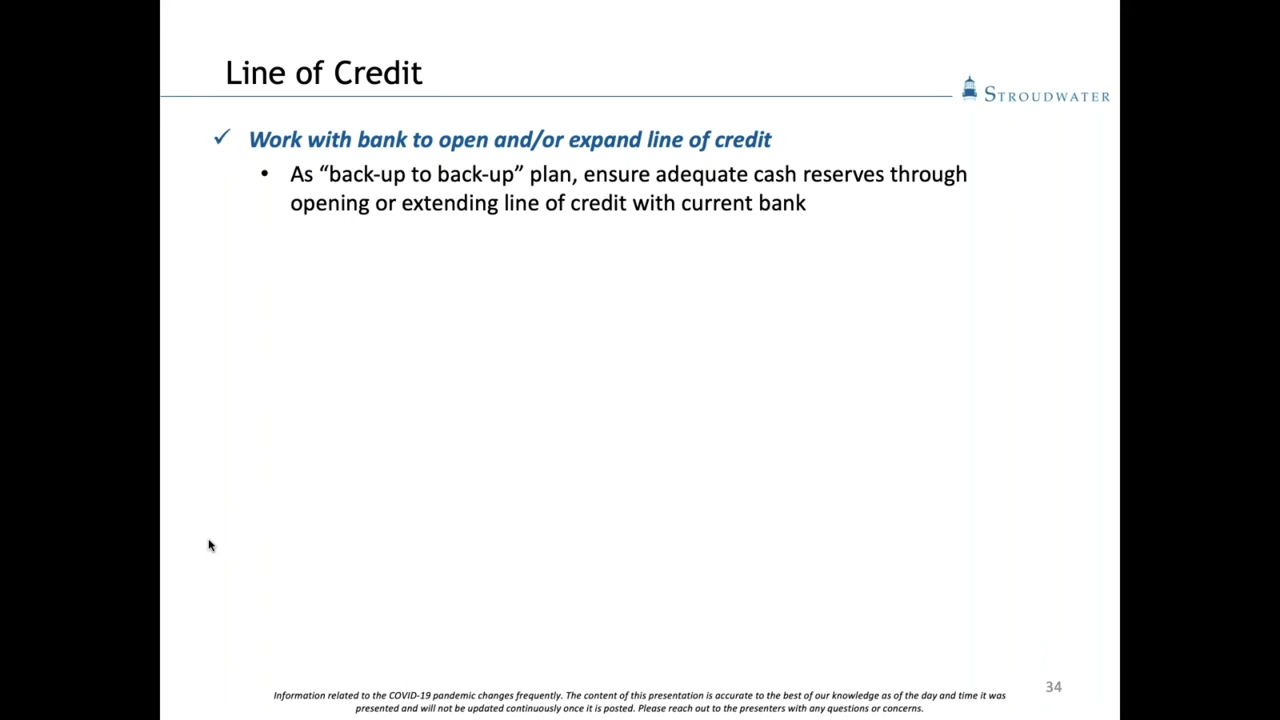 Line of Credit
STROUDWATER
✓ Work with bank to open and/or expand line of credit
• As “back-up to back-up” plan, ensure adequate cash reserves through
opening or extending line of credit with current bank
34
Information related to the COVID-19 pandemic changes frequently. The content of this presentation is accurate to the best of our knowledge as of the day and time it was
presented and will not be updated continuously once it is posted. Please reach out to the presenters with any questions or concerns.